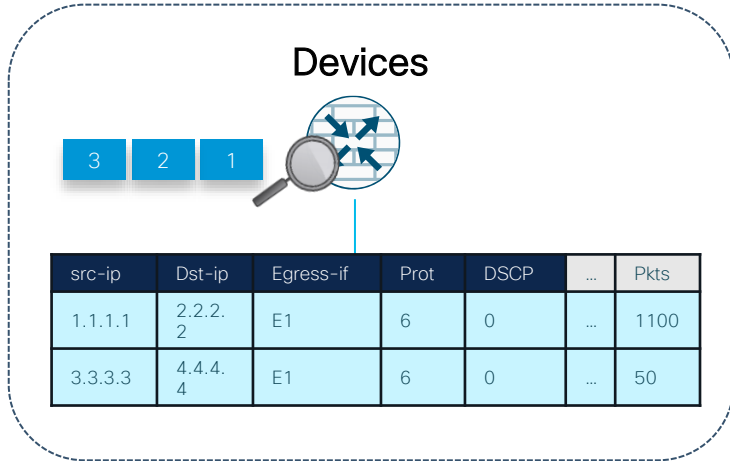 Devices
3 2 1
src-ip Dst-ip Egress-if Prot DSCP ... Pkts
1.1.1.1 2.2.2.
2 E1 6 0 ... 1100
3.3.3.3 4.4.4.
4 E1 6 0 ... 50